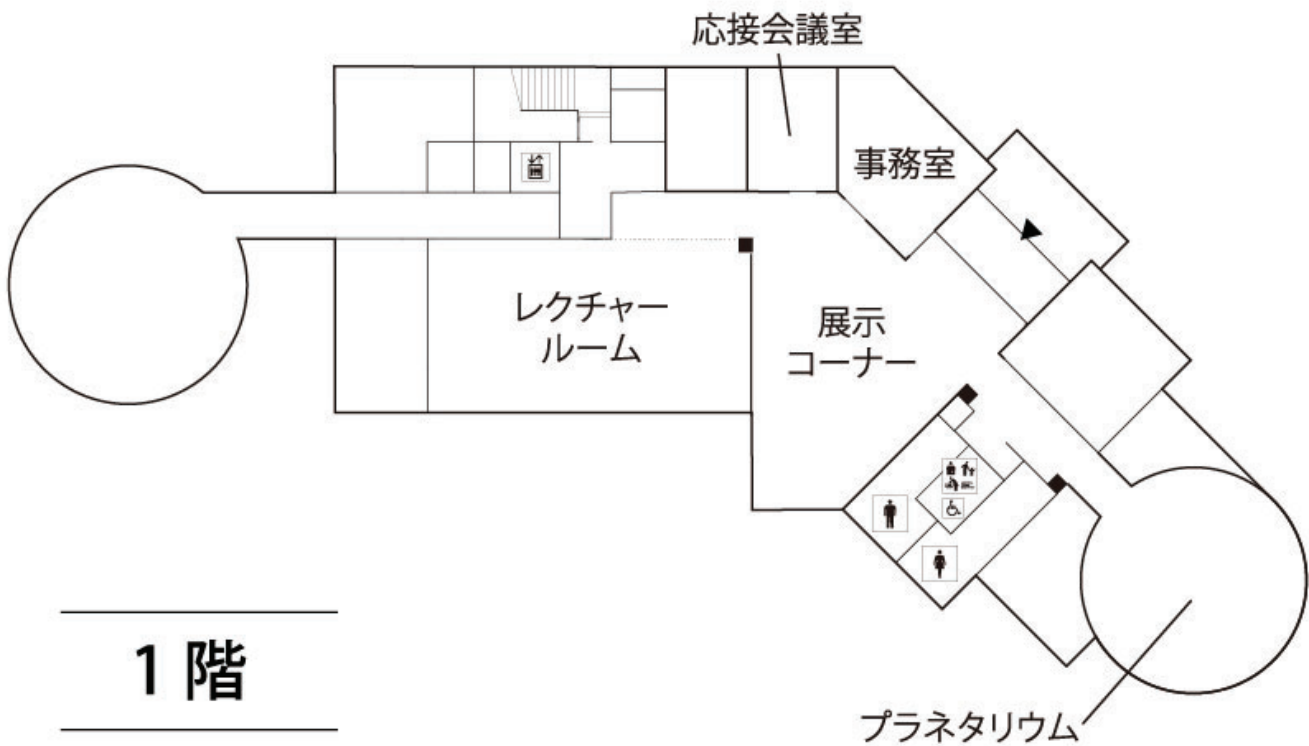 応接会議室
事務室
レクチャー
ルーム
展示
コーナー
1階
プラネタリウム